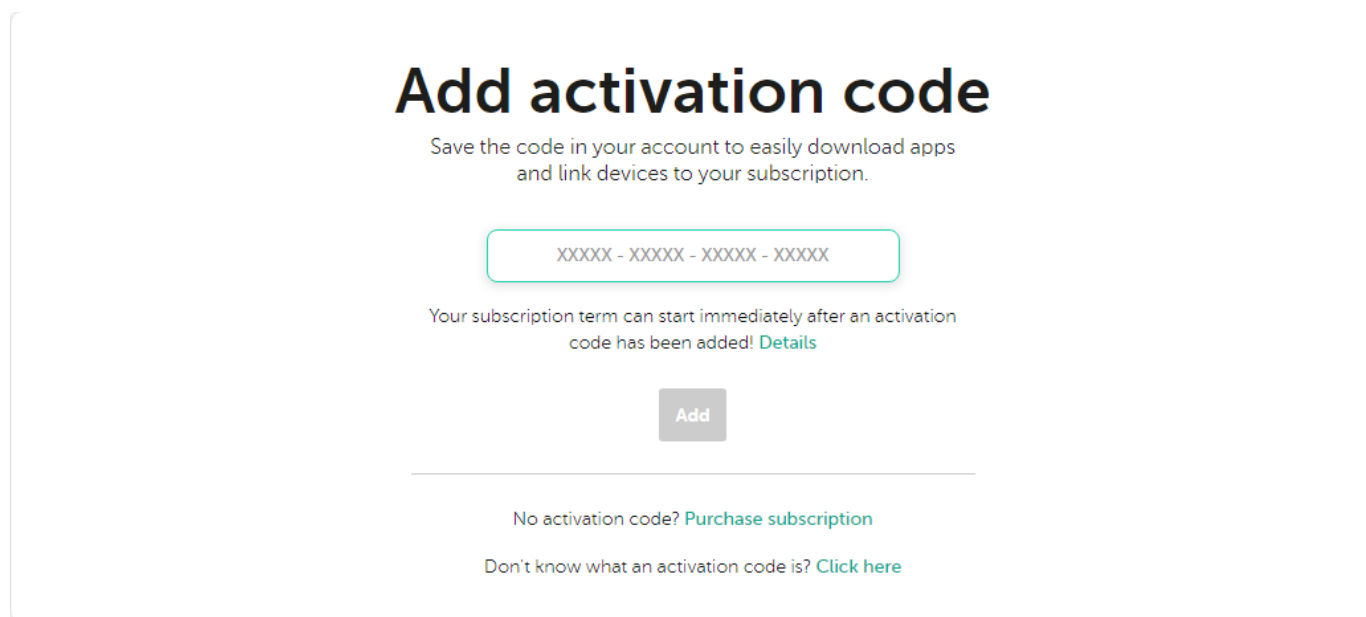 Add activation code
Save the code in your account to easily download apps
and link devices to your subscription.
XXXXX - XXXXX - XXXXX - XXXXX
Your subscription term can start immediately after an activation
code has been added! Details
Add
No activation code? Purchase subscription
Don't know what an activation code is? Click here